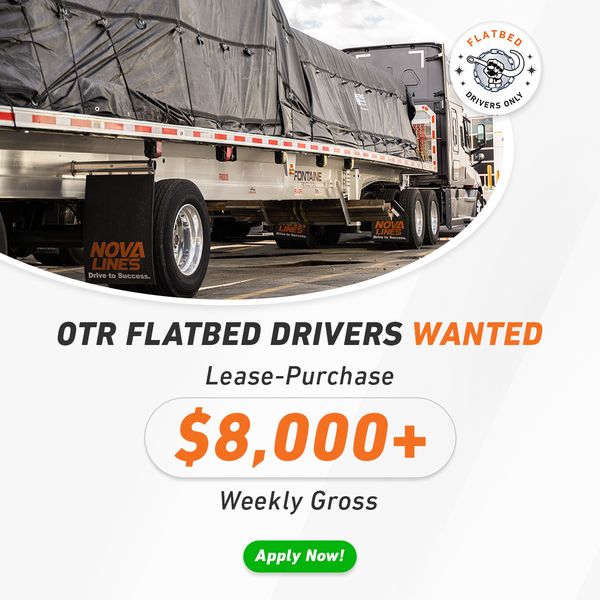 FLATBED
DRIVERS ONLY
FONTAINE
NOVA
LINES
Drive to Success.
NOVA
LINES
Drive to Success.
OTR FLATBED DRIVERS WANTED
Lease-Purchase
$8,000+
Weekly Gross
Apply Now!